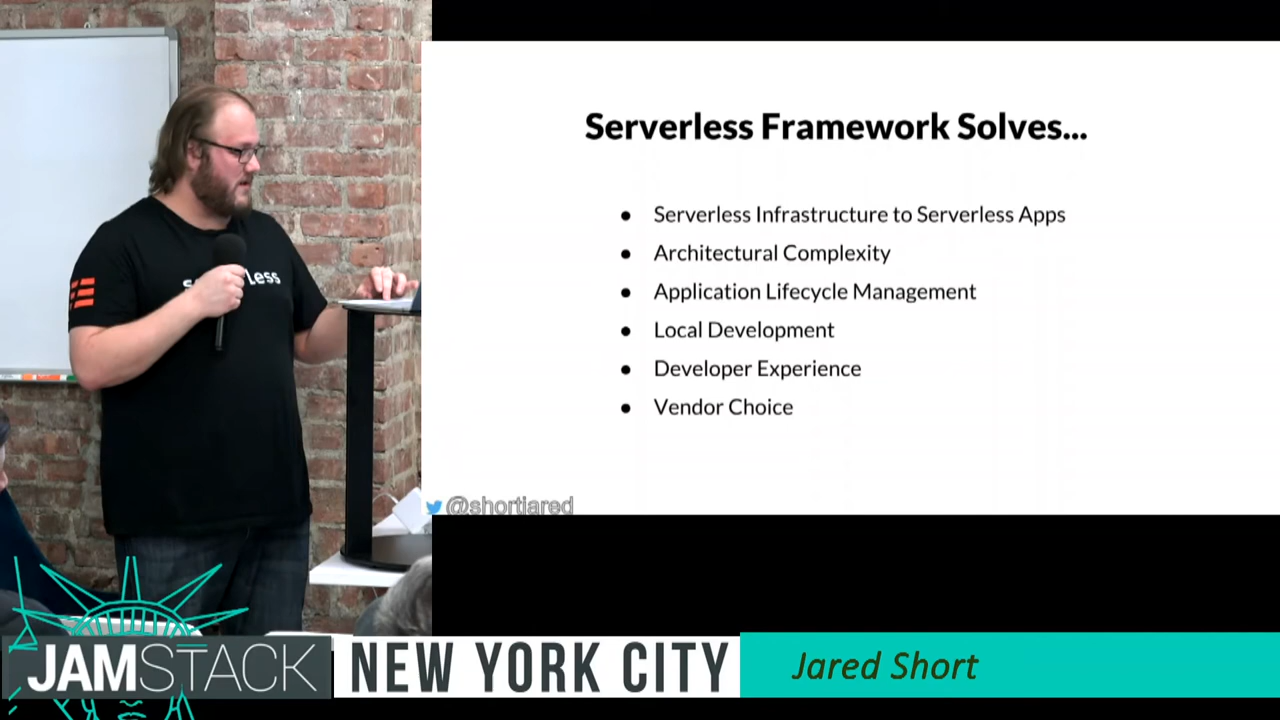 Serverless Framework Solves...
● Serverless Infrastructure to Serverless Apps
● Architectural Complexity
● Application Lifecycle Management
● Local Development
● Developer Experience
● Vendor Choice
@shortjared
JAMSTACK
NEW YORK CITY
Jared Short